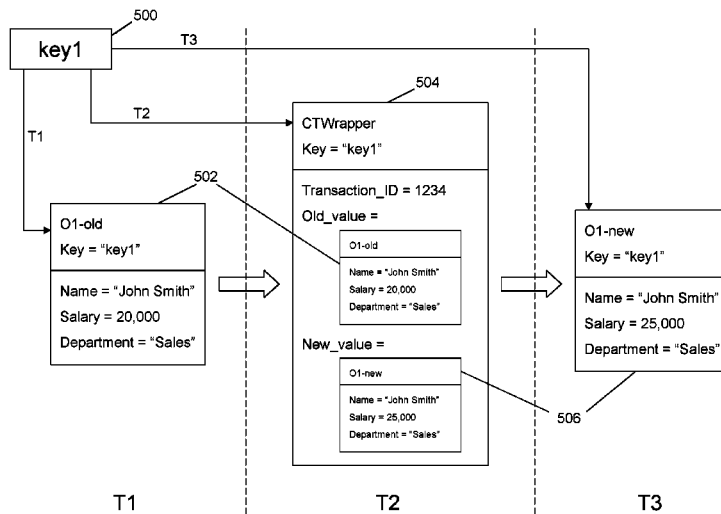 500
key1
T3
T2
T1
504
CTWrapper
Key = “key1”
Transaction_ID = 1234
Old_value =
O1-old
Name = “John Smith”
Salary = 20,000
Department = “Sales”
New_value =
O1-new
Name = “John Smith”
Salary = 25,000
Department = “Sales”
502
O1-old
Key = “key1”
Name = “John Smith”
Salary = 20,000
Department = “Sales”
O1-new
Key = “key1”
Name = “John Smith”
Salary = 25,000
Department = “Sales”
506
T1
T2
T3